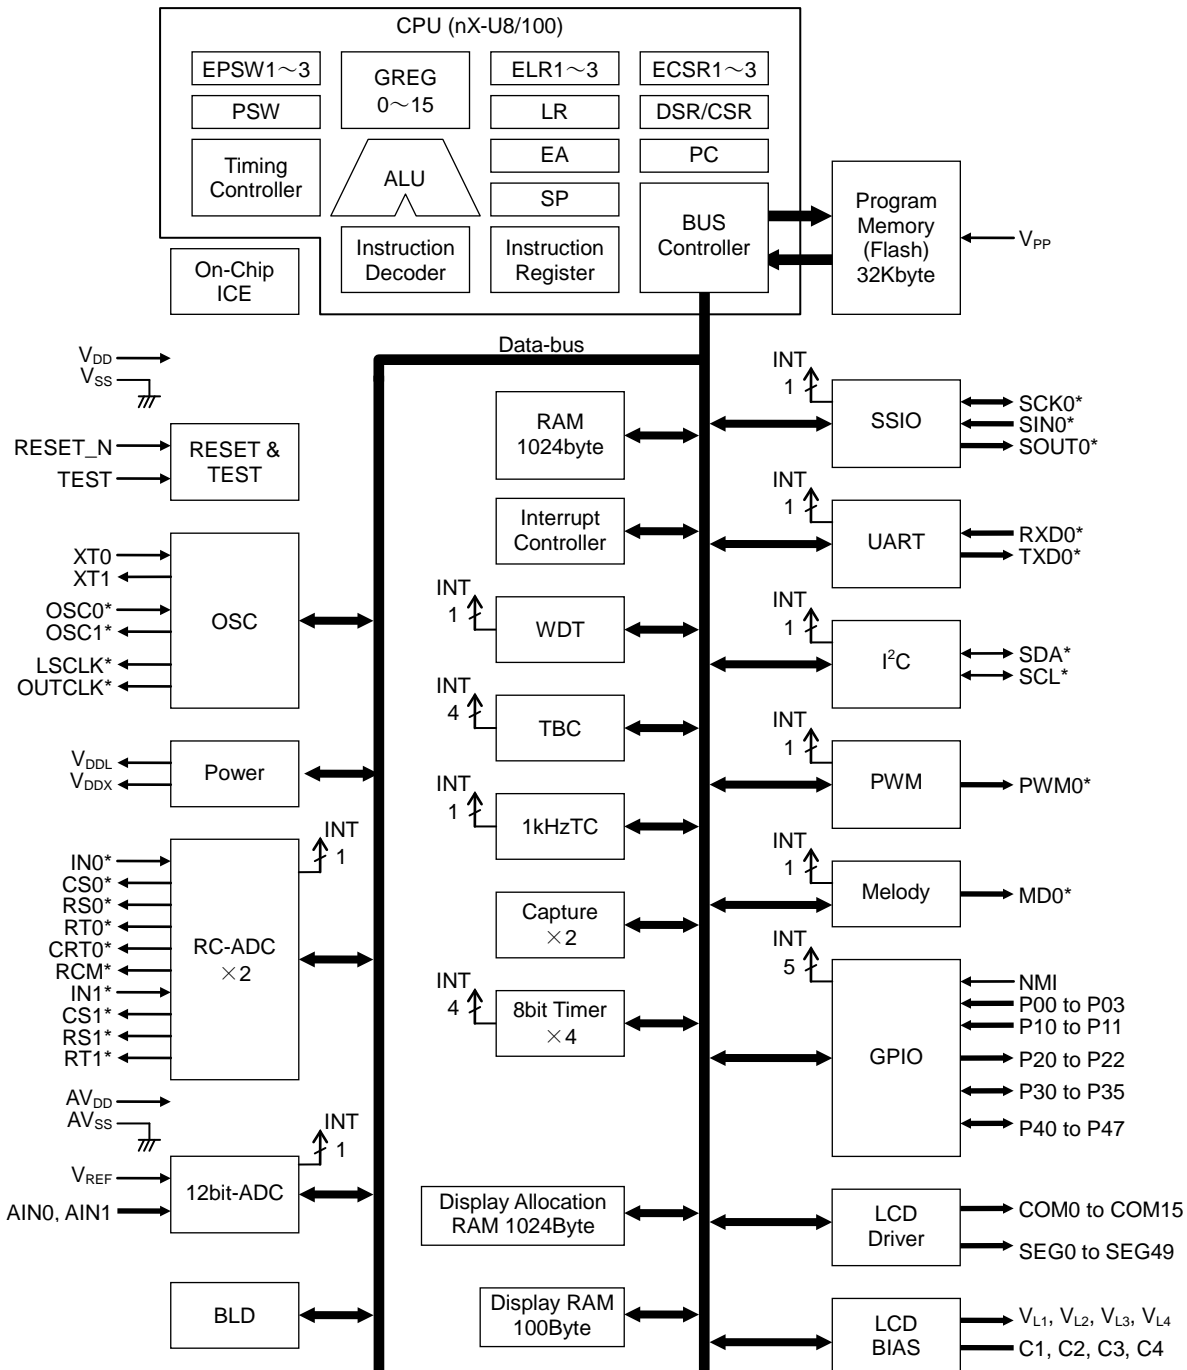 CPU (nX-U8/100)
EPSW1～3
GREG
0～15
ELR1～3
ECSR1～3
PSW
LR
DSR/CSR
Timing
Controller
ALU
EA
PC
SP
BUS
Controller
Program
Memory
(Flash)
32Kbyte
VPP
On-Chip
ICE
Instruction
Decoder
Instruction
Register
Data-bus
VDD
VSS
RESET_N
TEST
RESET &
TEST
XT0
XT1
OSC0*
OSC1*
LSCLK*
OUTCLK*
OSC
VDDL
VDDX
Power
IN0*
CS0*
RS0*
RT0*
CRT0*
RCM*
IN1*
CS1*
RS1*
RT1*
RC-ADC
×2
INT
1
AVDD
AVSS
VREF
AIN0, AIN1
12bit-ADC
INT
1
BLD
RAM
1024byte
Interrupt
Controller
INT
1
WDT
INT
4
TBC
INT
1
1kHzTC
Capture
×2
INT
4
8bit Timer
×4
Display Allocation
RAM 1024Byte
Display RAM
100Byte
INT
1
SSIO
SCK0*
SIN0*
SOUT0*
INT
1
UART
RXD0*
TXD0*
INT
1
I²C
SDA*
SCL*
INT
1
PWM
PWM0*
INT
1
Melody
MD0*
INT
5
GPIO
NMI
P00 to P03
P10 to P11
P20 to P22
P30 to P35
P40 to P47
LCD
Driver
COM0 to COM15
SEG0 to SEG49
LCD
BIAS
VL1, VL2, VL3, VL4
C1, C2, C3, C4